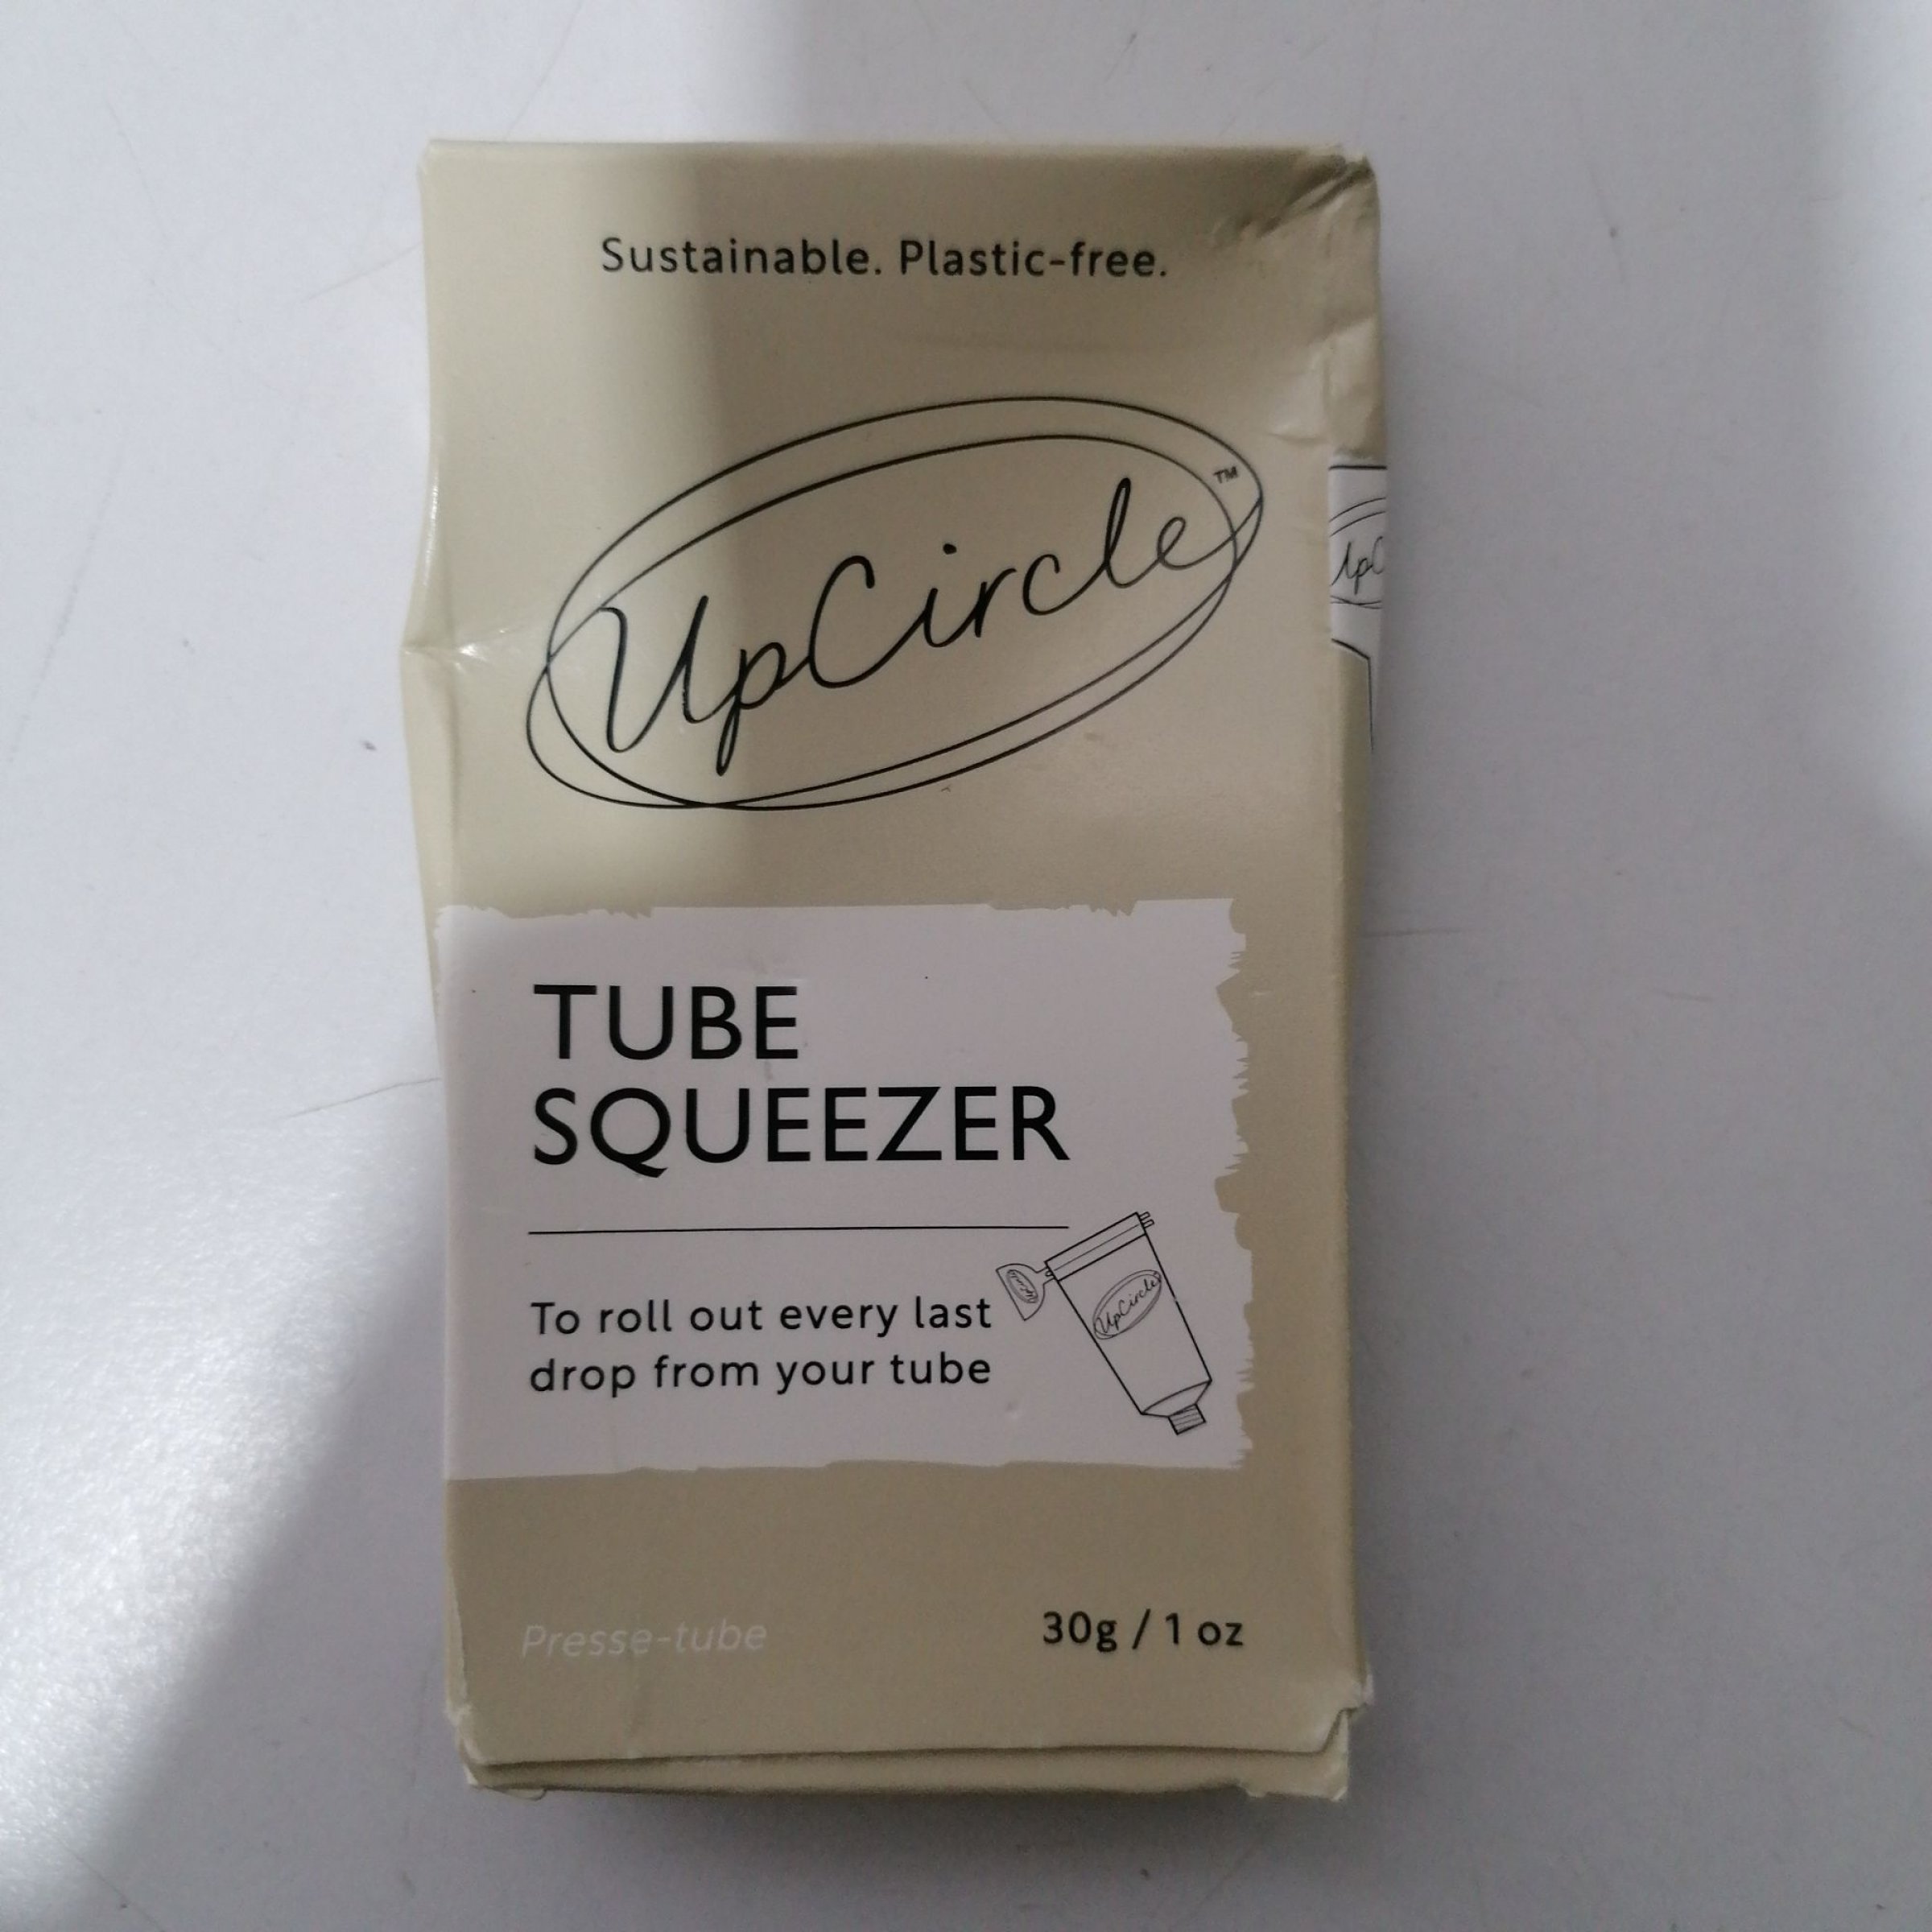 Sustainable. Plastic-free.
UpCircle™
UpC
TUBE
SQUEEZER
To roll out every last
drop from your tube
UpCircle
Presse-tube
30g / 1 oz